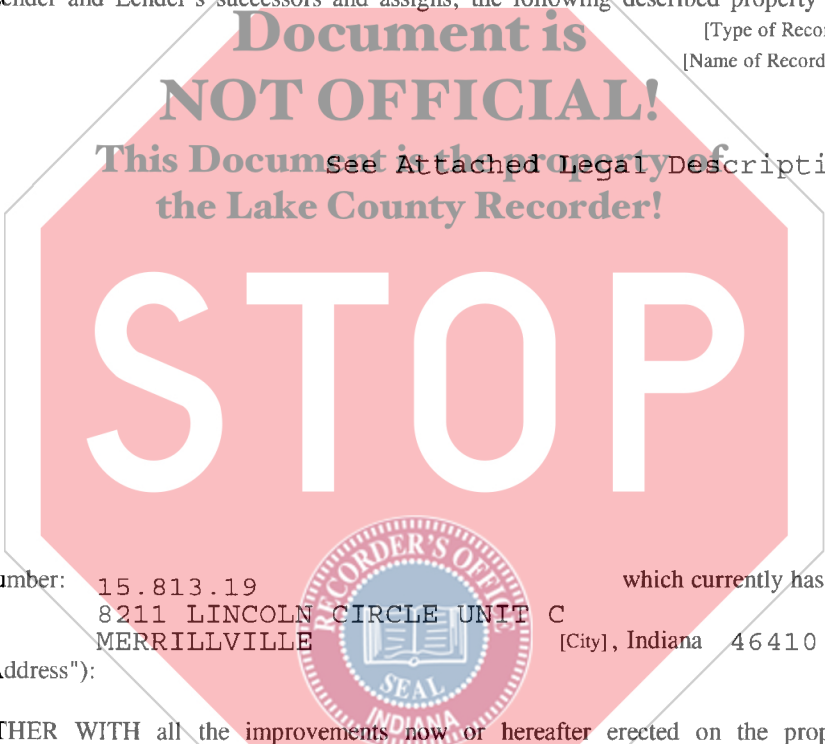 ender and Lender's successors and assigns, the following described property
Document is
[Type of Reco
[Name of Record
NOT OFFICIAL!
This Document is the property of
See Attached Legal Descripti
the Lake County Recorder!
STOP
umber: 15.813.19 which currently has
8211 LINCOLN CIRCLE UNIT C
MERRILLVILLE [City], Indiana 46410
ddress"):
RECORDER'S OFFICE
SEAL
INDIANA
THER WITH all the improvements now or hereafter erected on the prop